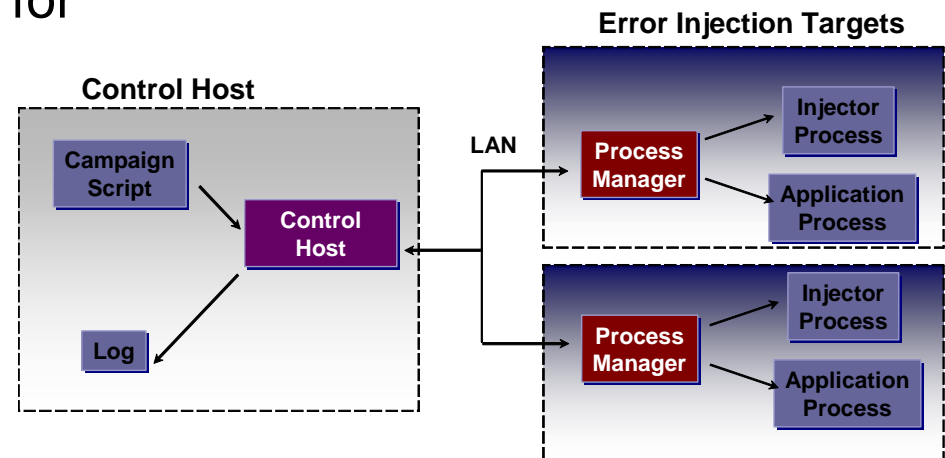 for
Error Injection Targets
Control Host
Campaign
Script
Control
Host
Log
LAN
Process
Manager
Injector
Process
Application
Process
Process
Manager
Injector
Process
Application
Process